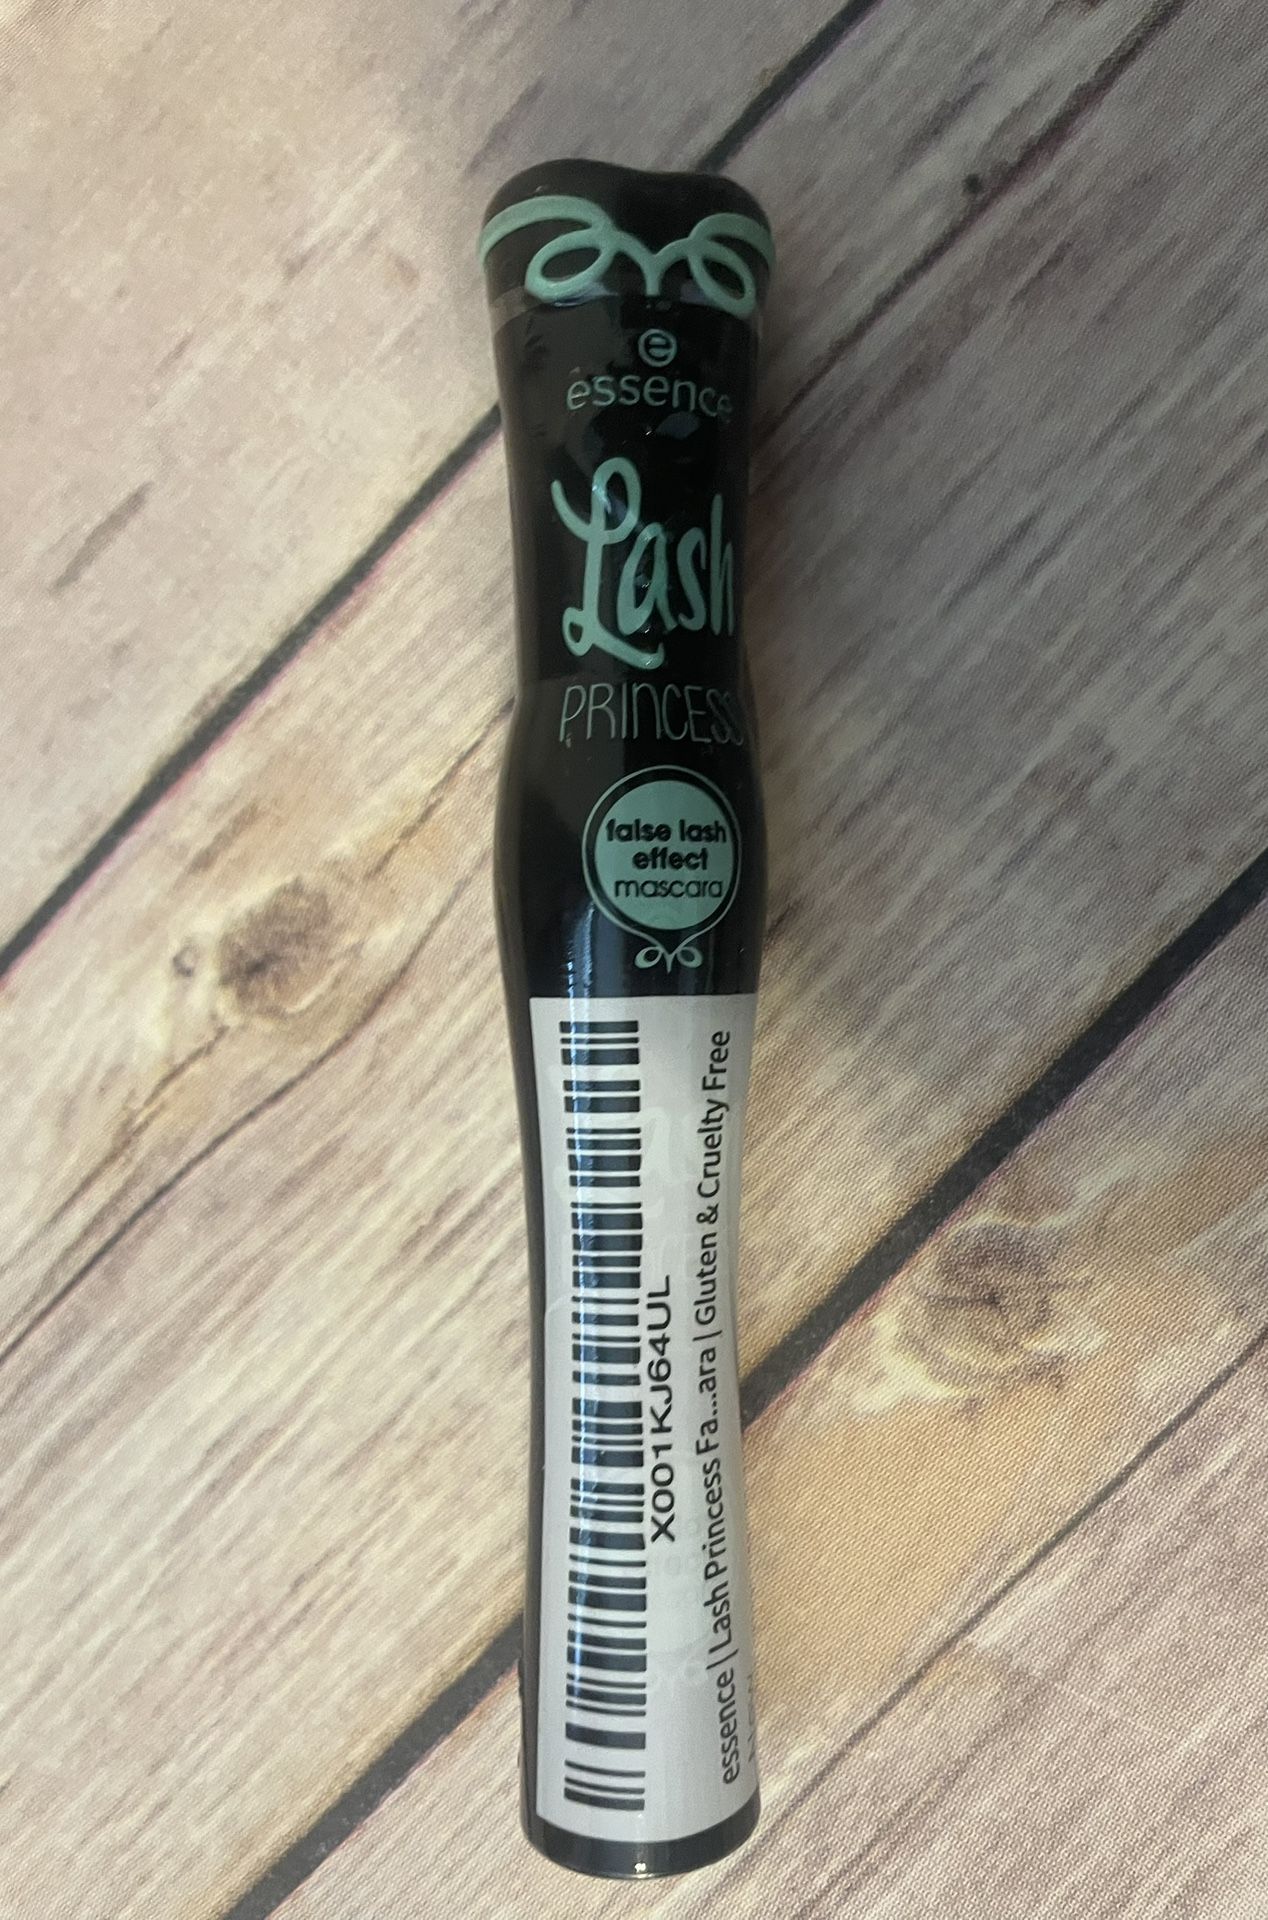 essence
Lash
PRINCESS
false lash
effect
mascara
X001KJ64UL
essence | Lash Princess Fa...ara | Gluten & Cruelty Free